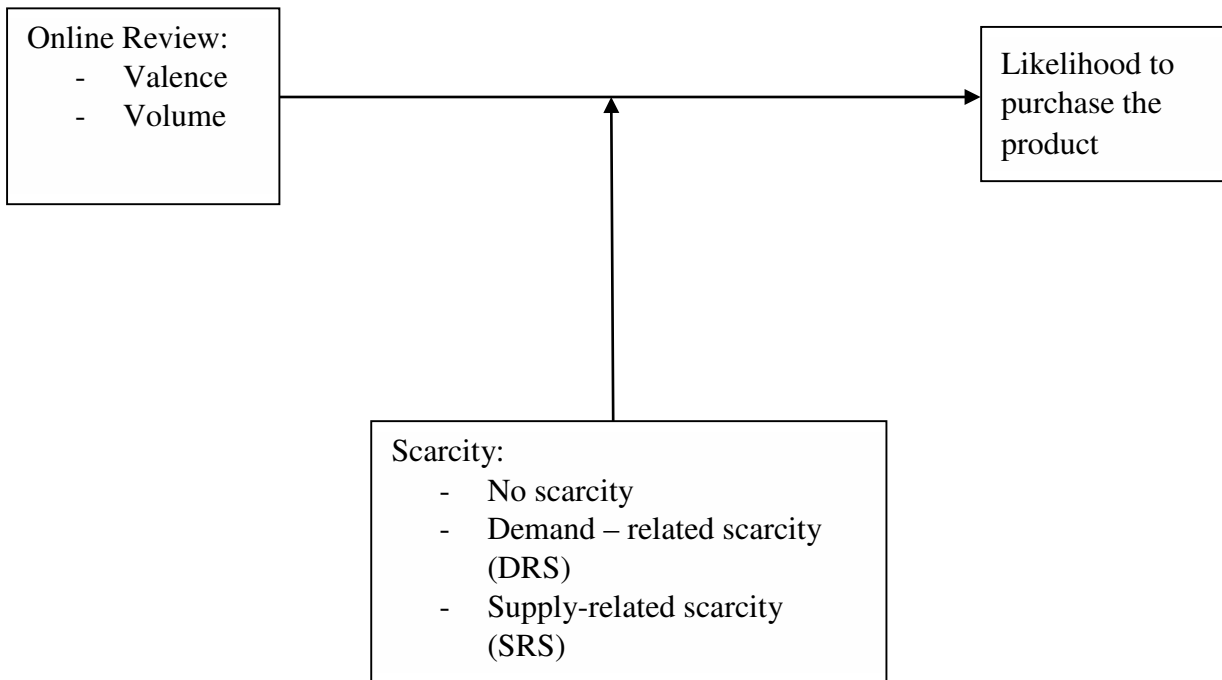 Online Review:
- Valence
- Volume
Likelihood to
purchase the
product
Scarcity:
- No scarcity
- Demand – related scarcity
(DRS)
- Supply-related scarcity
(SRS)